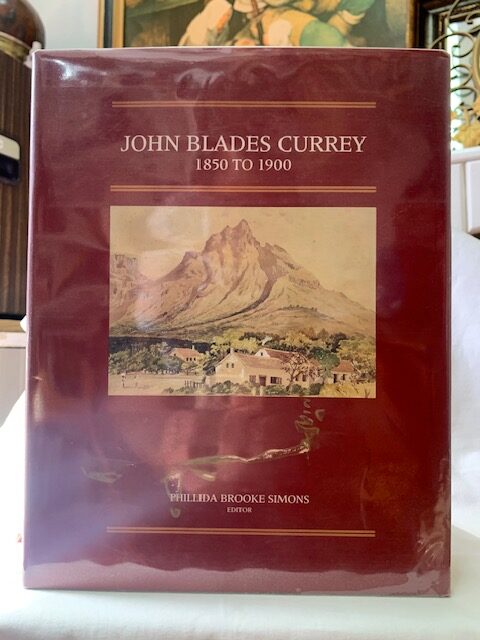 JOHN BLADES CURREY
1850 TO 1900
PHILLIDA BROOKE SIMONS
EDITOR